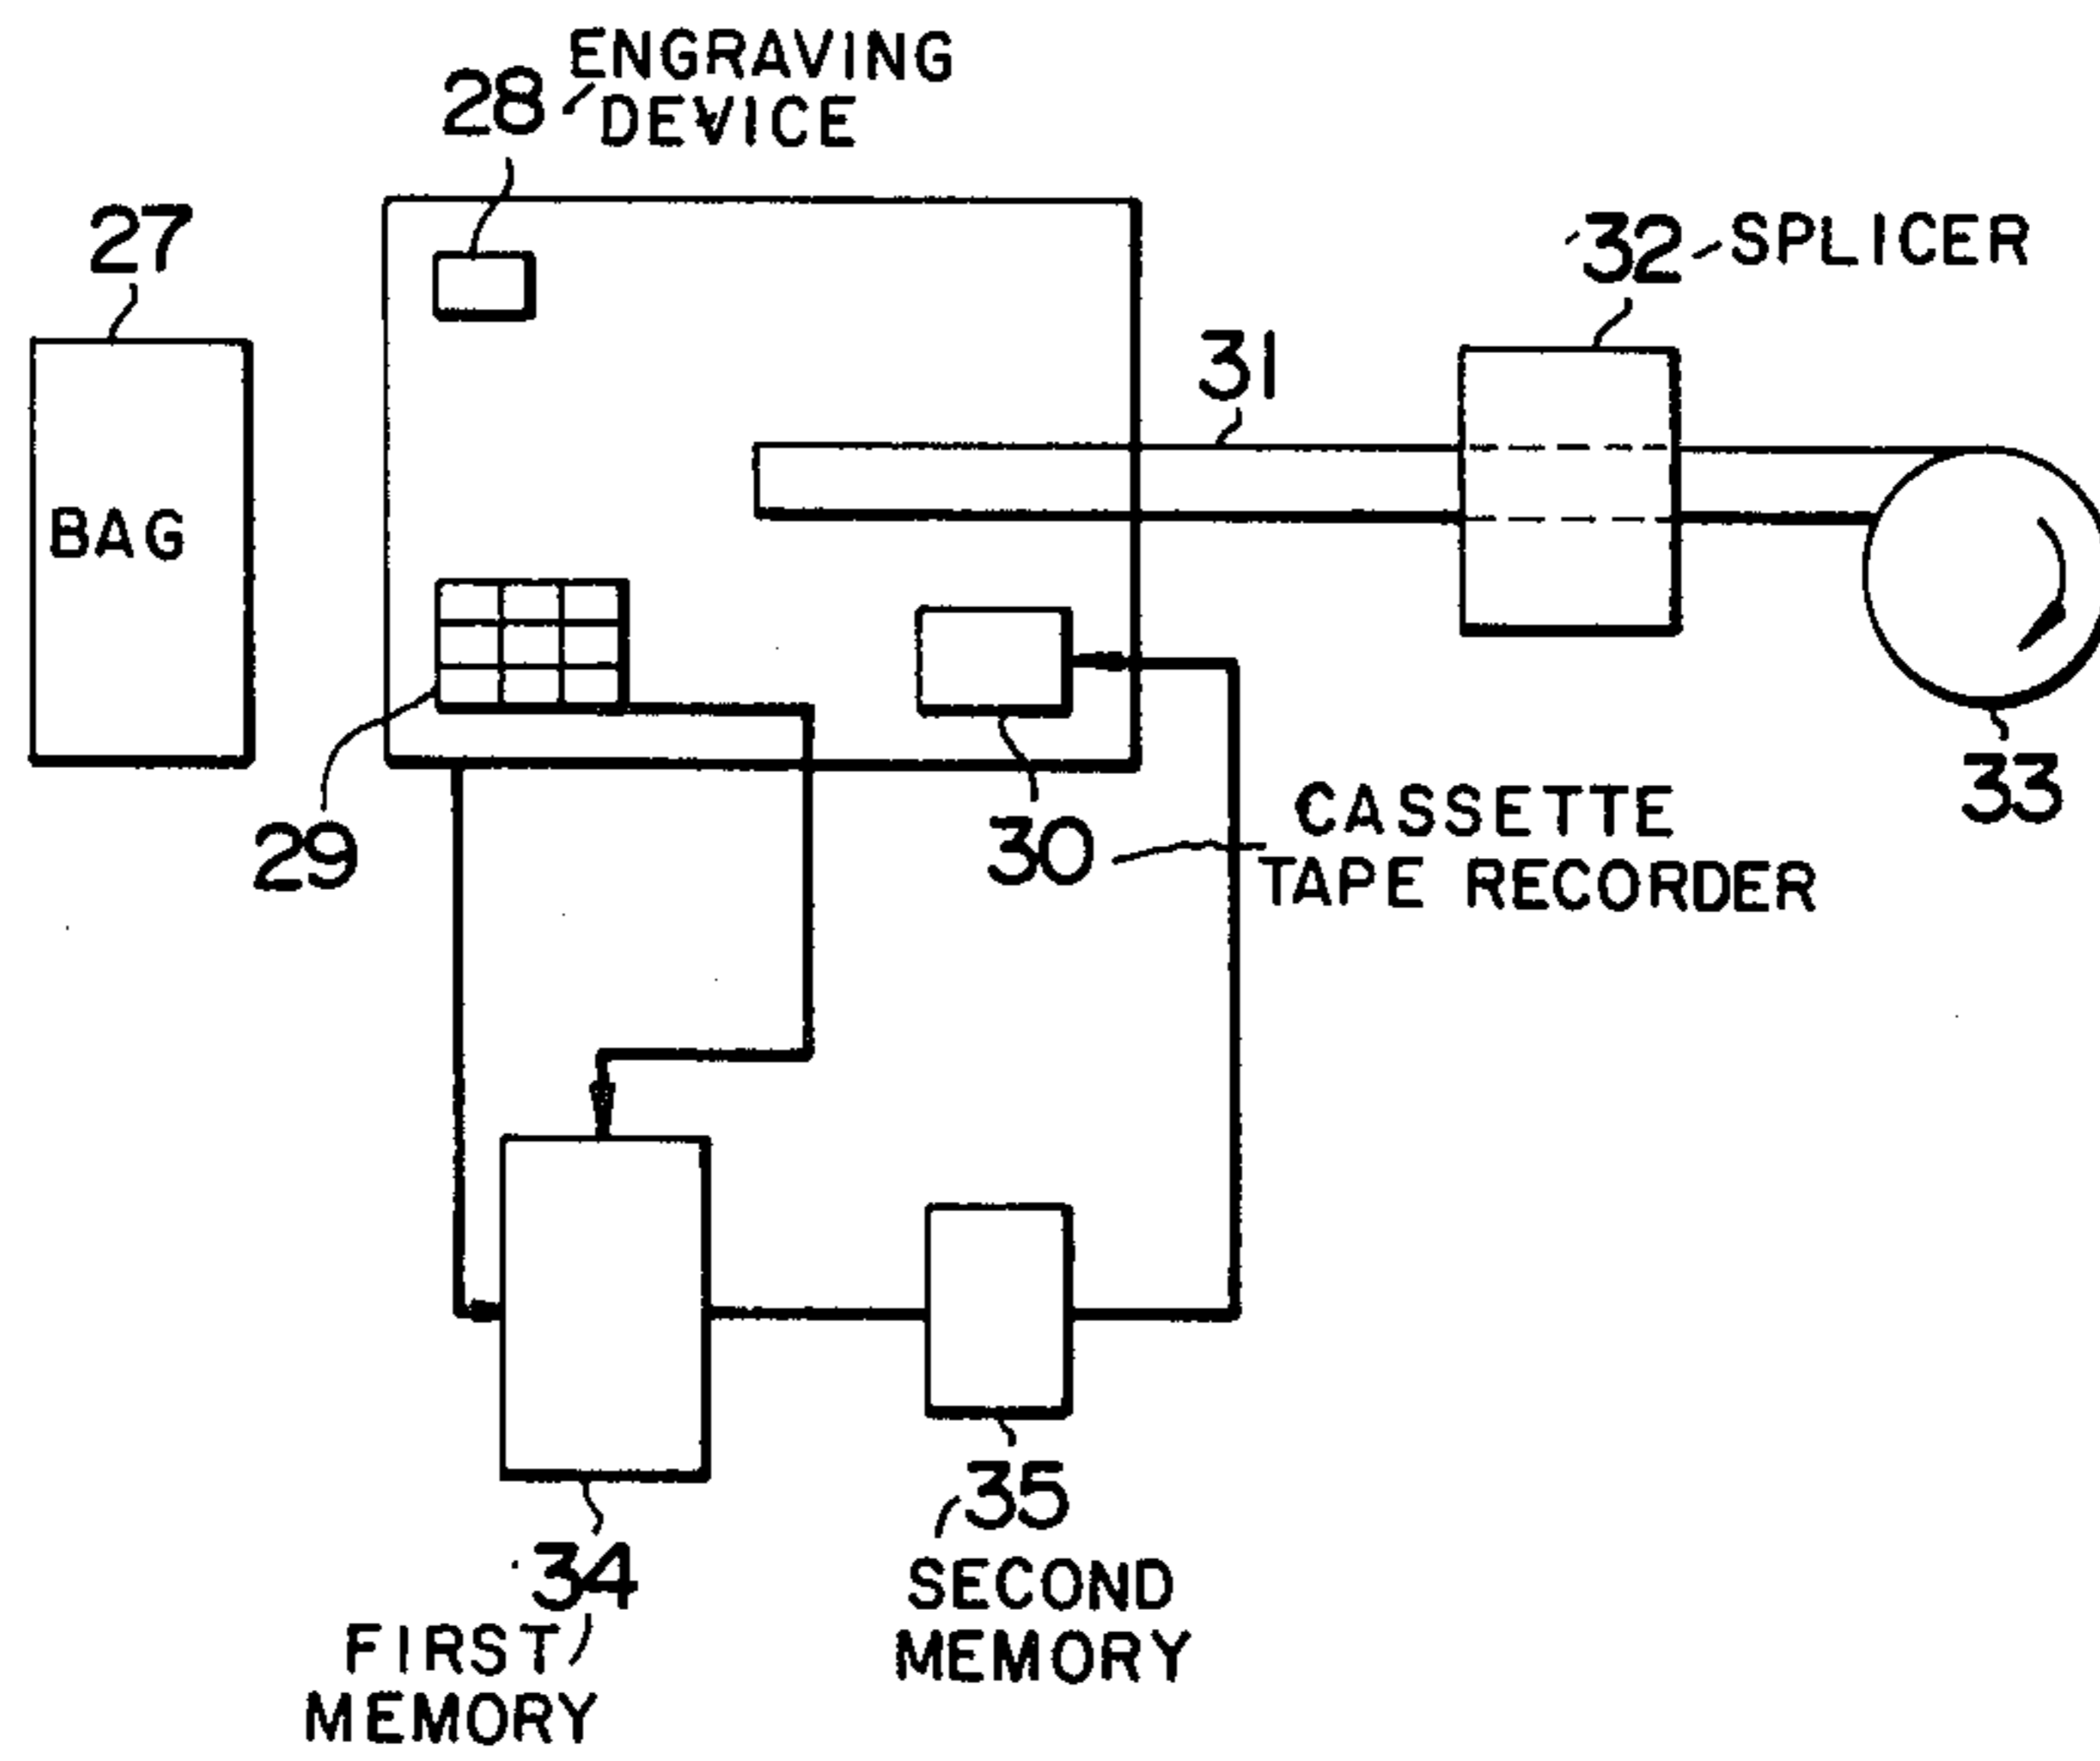 ENGRAVING
28 DEVICE
27
32 SPLICER
31
BAG
33
CASSETTE
29
30
TAPE RECORDER
35
34
SECOND
FIRST
MEMORY
MEMORY